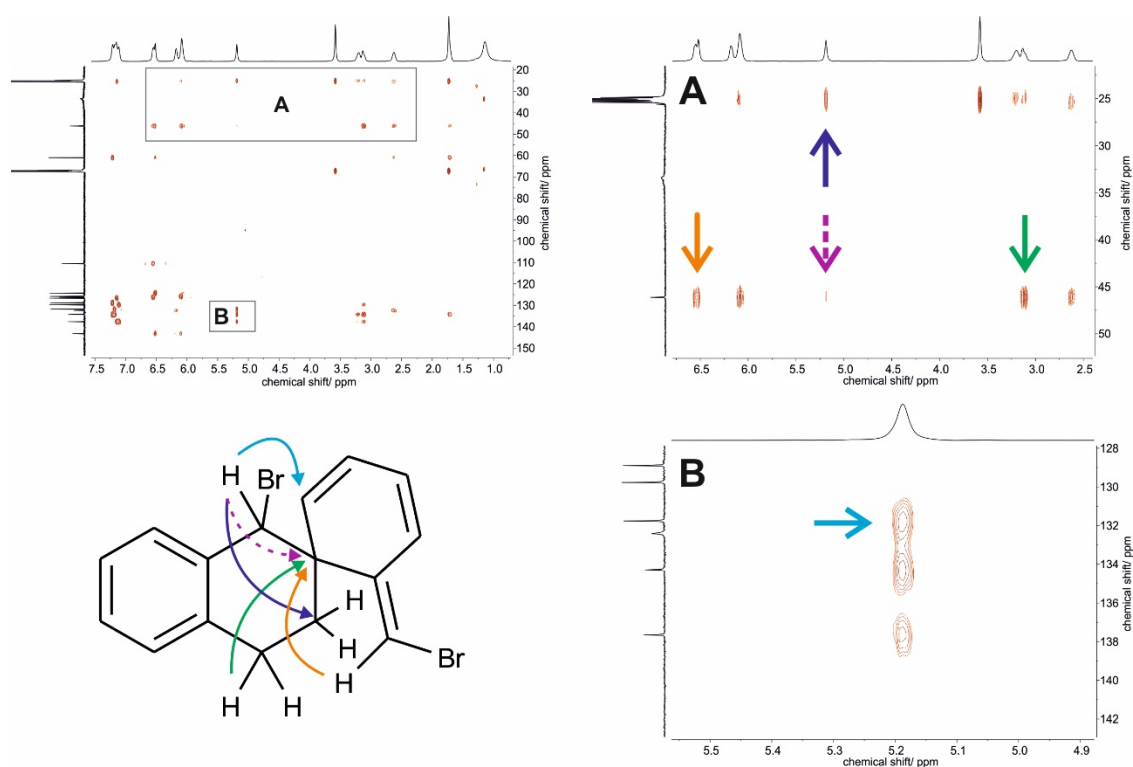 A
20
30
40
50
60
70
80
90
100
110
120
130
140
150
chemical shift/ ppm
B
7.5 7.0 6.5 6.0 5.5 5.0 4.5 4.0 3.5 3.0 2.5 2.0 1.5 1.0
chemical shift/ ppm
A
25
30
35
40
45
50
chemical shift/ ppm
6.5 6.0 5.5 5.0 4.5 4.0 3.5 3.0 2.5
chemical shift/ ppm
H Br
H
H
Br
H
H H
B
128
130
132
134
136
138
140
142
chemical shift/ ppm
5.5 5.4 5.3 5.2 5.1 5.0 4.9
chemical shift/ ppm